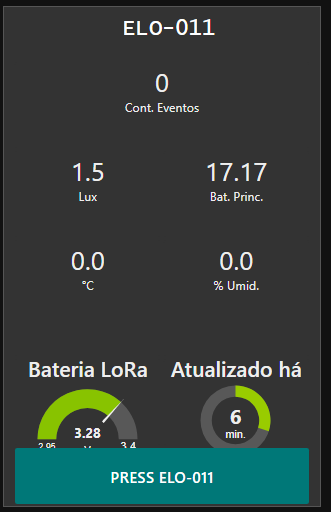 ELO-011
0
Cont. Eventos
1.5 17.17
Lux Bat. Princ.
0.0 0.0
°C % Umid.
Bateria LoRa Atualizado há
3.28 6
min.
2.95 3.4
PRESS ELO-011